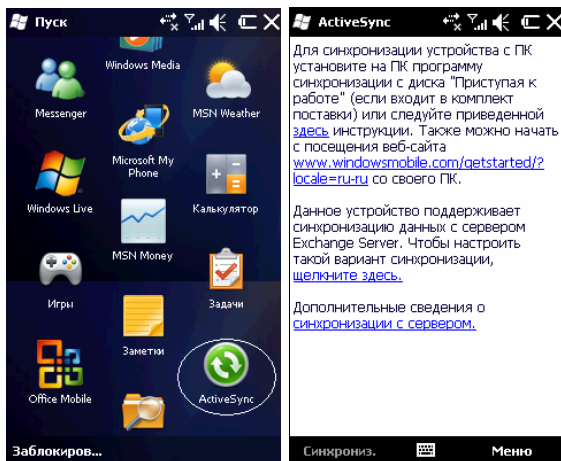 Пуск
Windows Media
Messenger
MSN Weather
Microsoft My
Phone
Windows Live
Калькулятор
MSN Money
Игры
Задачи
Заметки
Office Mobile
ActiveSync
Заблокиров...
ActiveSync
Для синхронизации устройства с ПК
установите на ПК программу
синхронизации с диска "Приступая к
работе" (если входит в комплект
поставки) или следуйте приведенной
здесь инструкции. Также можно начать
с посещения веб-сайта
www.windowsmobile.com/getstarted/?
locale=ru-ru со своего ПК.
Данное устройство поддерживает
синхронизацию данных с сервером
Exchange Server. Чтобы настроить
такой вариант синхронизации,
щелкните здесь.
Дополнительные сведения о
синхронизации с сервером.
Синхрониз.
Меню